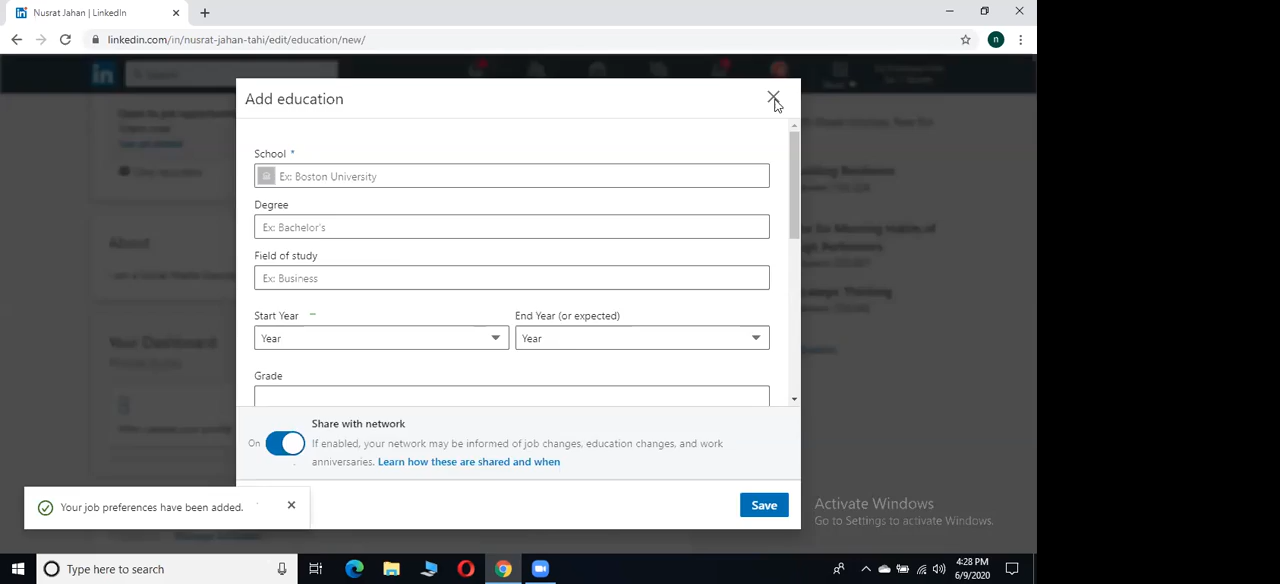 Nusrat Jahan | LinkedIn
linkedin.com/in/nusrat-jahan-tahi/edit/education/new/
n
in
Add education
School *
Ex: Boston University
Degree
Ex: Bachelor's
Field of study
Ex: Business
Start Year
End Year (or expected)
Year
Year
Grade
On
Share with network
If enabled, your network may be informed of job changes, education changes, and work
anniversaries. Learn how these are shared and when
Your job preferences have been added.
Save
Activate Windows
Go to Settings to activate Windows.
About
Your Dashboard
Type here to search
4:28 PM
6/9/2020